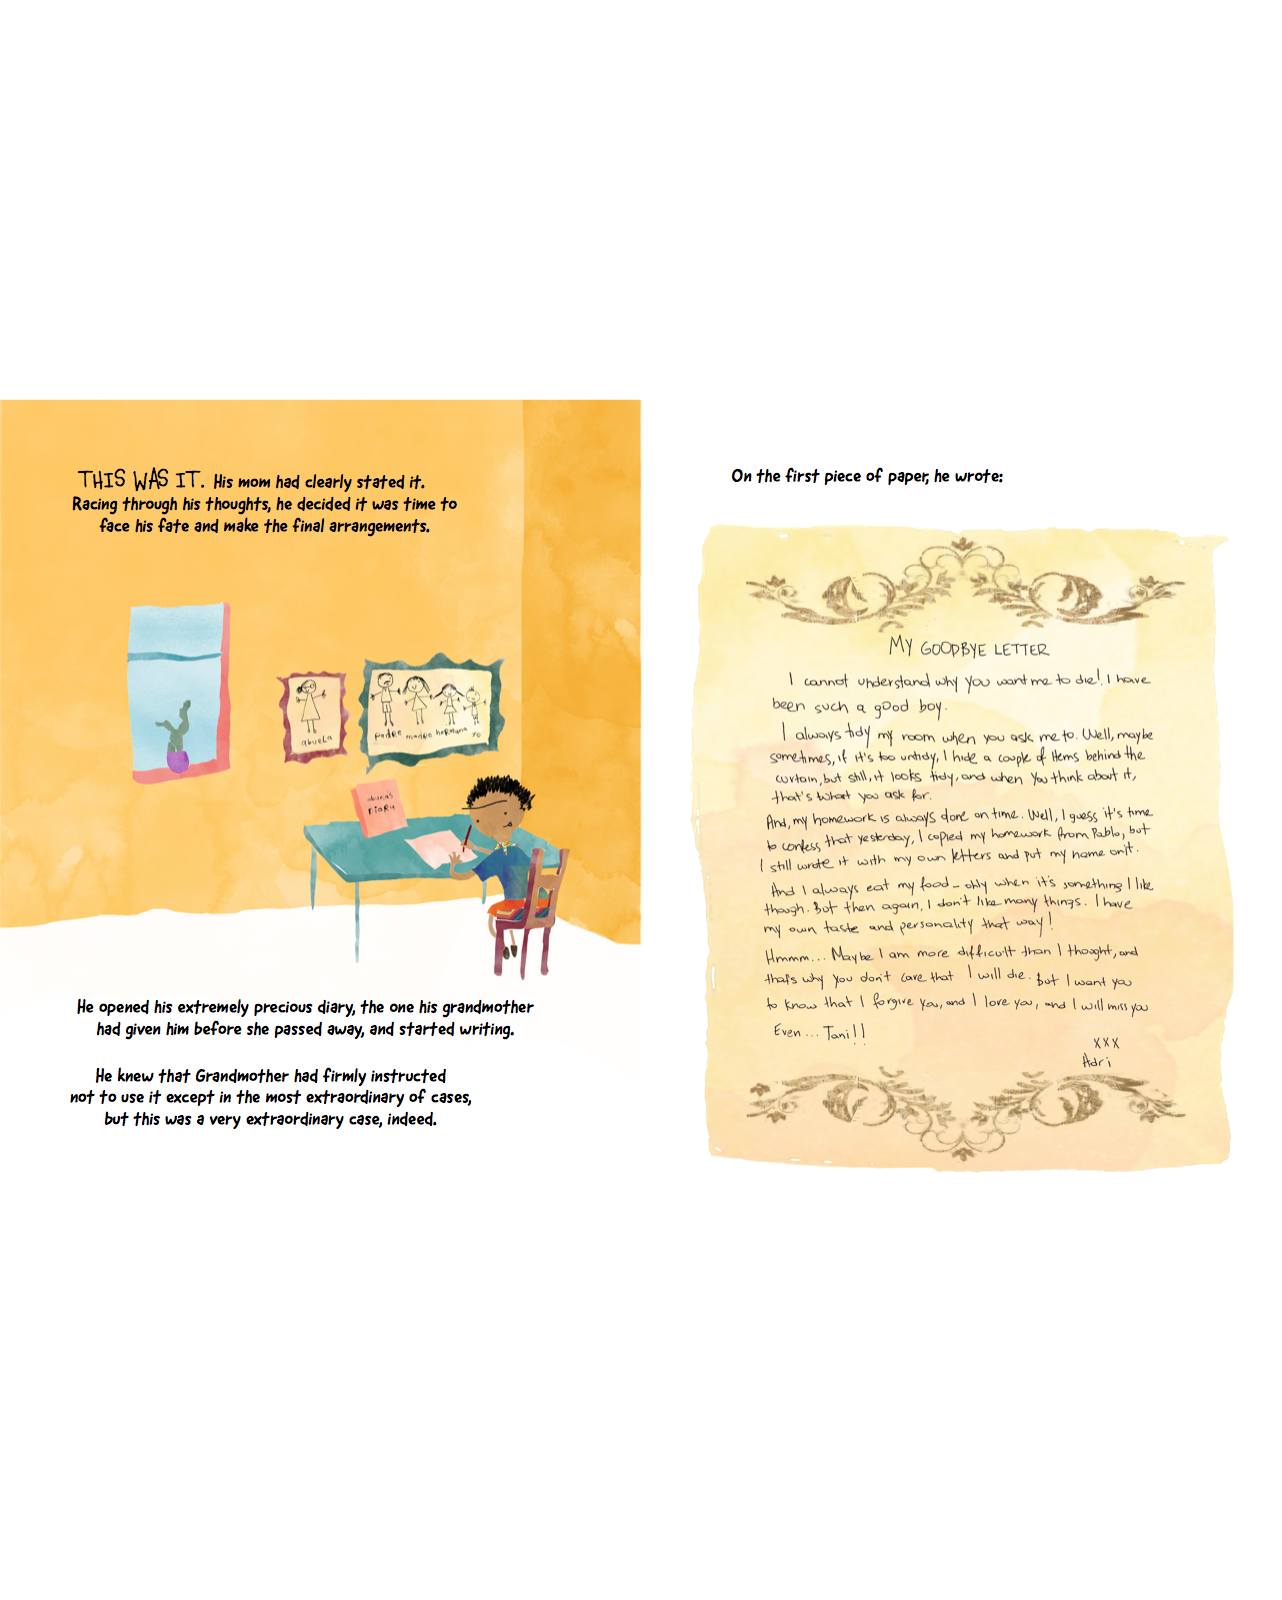 THIS WAS IT. His mom had clearly stated it.
Racing through his thoughts, he decided it was time to
face his fate and make the final arrangements.
abuela
padre madre hermana yo
DIARY
He opened his extremely precious diary, the one his grandmother
had given him before she passed away, and started writing.
He knew that Grandmother had firmly instructed
not to use it except in the most extraordinary of cases,
but this was a very extraordinary case, indeed.
On the first piece of paper, he wrote:
MY GOODBYE LETTER
I cannot understand why you want me to die! I have
been such a good boy.
I always tidy my room when you ask me to. Well, maybe
sometimes, if it's too untidy, I hide a couple of items behind the
curtain, but still, it looks tidy, and when you think about it,
that's what you ask for.
And, my homework is always done on time. Well, I guess it's time
to confess that yesterday, I copied my homework from Pablo, but
I still wrote it with my own letters and put my name on it.
And I always eat my food - only when it's something I like
though. But then again, I don't like many things. I have
my own taste and personality that way!
Hmmm... Maybe I am more difficult than I thought, and
that's why you don't care that I will die. But I want you
to know that I forgive you, and I love you, and I will miss you
Even... Tani!!
XXX
Adri